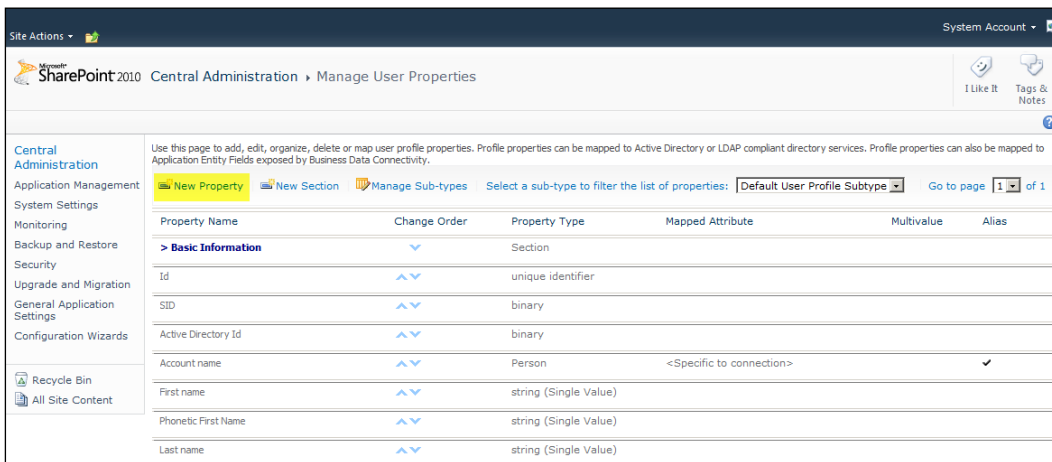 System Account
Site Actions
Microsoft
SharePoint 2010 Central Administration Manage User Properties
I Like It Tags &
Notes
Central
Administration
Application Management
System Settings
Monitoring
Backup and Restore
Security
Upgrade and Migration
General Application
Settings
Configuration Wizards
Recycle Bin
All Site Content
Use this page to add, edit, organize, delete or map user profile properties. Profile properties can be mapped to Active Directory or LDAP compliant directory services. Profile properties can also be mapped to
Application Entity Fields exposed by Business Data Connectivity.
New Property New Section Manage Sub-types Select a sub-type to filter the list of properties: Default User Profile Subtype Go to page 1 of 1
Property Name Change Order Property Type Mapped Attribute Multivalue Alias
> Basic Information Section
Id unique identifier
SID binary
Active Directory Id binary
Account name Person <Specific to connection>
First name string (Single Value)
Phonetic First Name string (Single Value)
Last name string (Single Value)